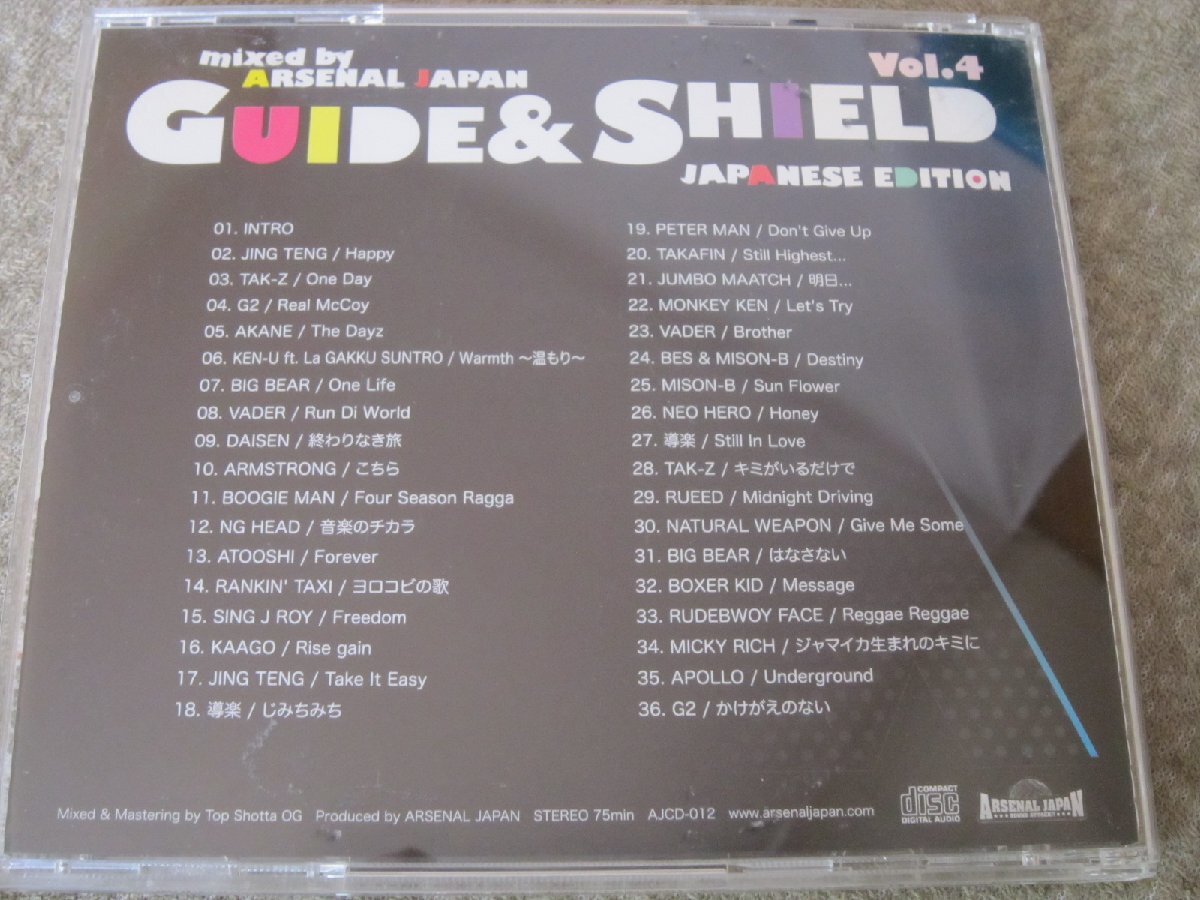 mixed by
ARSENAL JAPAN
Vol.4
GUIDE & SHIELD
JAPANESE EDITION
01. INTRO
02. JING TENG / Happy
03. TAK-Z / One Day
04. G2 / Real McCoy
05. AKANE / The Dayz
06. KEN-U ft. La GAKKU SUNTRO / Warmth ～温もり～
07. BIG BEAR / One Life
08. VADER / Run Di World
09. DAISEN / 終わりなき旅
10. ARMSTRONG / こちら
11. BOOGIE MAN / Four Season Ragga
12. NG HEAD / 音楽のチカラ
13. ATOOSHI / Forever
14. RANKIN' TAXI / ヨロコビの歌
15. SING J ROY / Freedom
16. KAAGO / Rise gain
17. JING TENG / Take It Easy
18. 導楽 / じみちみち
19. PETER MAN / Don't Give Up
20. TAKAFIN / Still Highest...
21. JUMBO MAATCH / 明日...
22. MONKEY KEN / Let's Try
23. VADER / Brother
24. BES & MISON-B / Destiny
25. MISON-B / Sun Flower
26. NEO HERO / Honey
27. 導楽 / Still In Love
28. TAK-Z / キミがいるだけで
29. RUEED / Midnight Driving
30. NATURAL WEAPON / Give Me Some
31. BIG BEAR / はなさない
32. BOXER KID / Message
33. RUDEBWOY FACE / Reggae Reggae
34. MICKY RICH / ジャマイカ生まれのキミに
35. APOLLO / Underground
36. G2 / かけがえのない
Mixed & Mastering by Top Shotta OG Produced by ARSENAL JAPAN STEREO 75min AJCD-012 www.arsenaljapan.com
COMPACT
disc
DIGITAL AUDIO
ARSENAL JAPAN